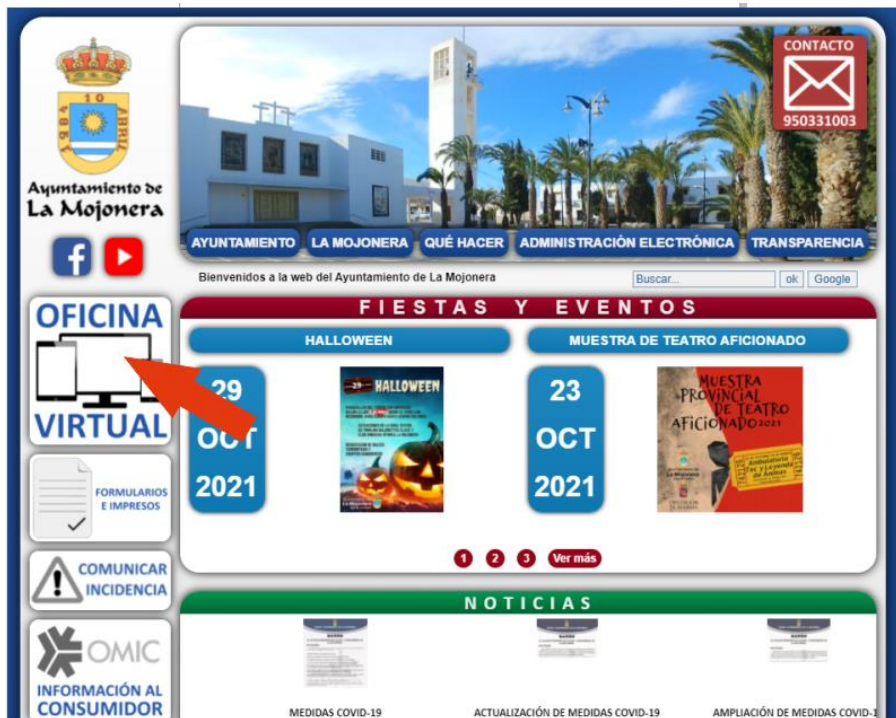 10
ABRIL
1984
Ayuntamiento de
La Mojonera
CONTACTO
950331003
AYUNTAMIENTO
LA MOJONERA
QUÉ HACER
ADMINISTRACIÓN ELECTRÓNICA
TRANSPARENCIA
Bienvenidos a la web del Ayuntamiento de La Mojonera
Buscar...
ok
Google
OFICINA
VIRTUAL
FORMULARIOS
E IMPRESOS
COMUNICAR
INCIDENCIA
OMIC
INFORMACIÓN AL
CONSUMIDOR
FIESTAS Y EVENTOS
HALLOWEEN
29
OCT
2021
29 HALLOWEEN
La Mojonera
MUESTRA DE TEATRO AFICIONADO
23
OCT
2021
MUESTRA
PROVINCIAL
DE TEATRO
AFICIONADO 2021
1
2
3
Ver más
NOTICIAS
MEDIDAS COVID-19
ACTUALIZACIÓN DE MEDIDAS COVID-19
AMPLIACIÓN DE MEDIDAS COVID-1